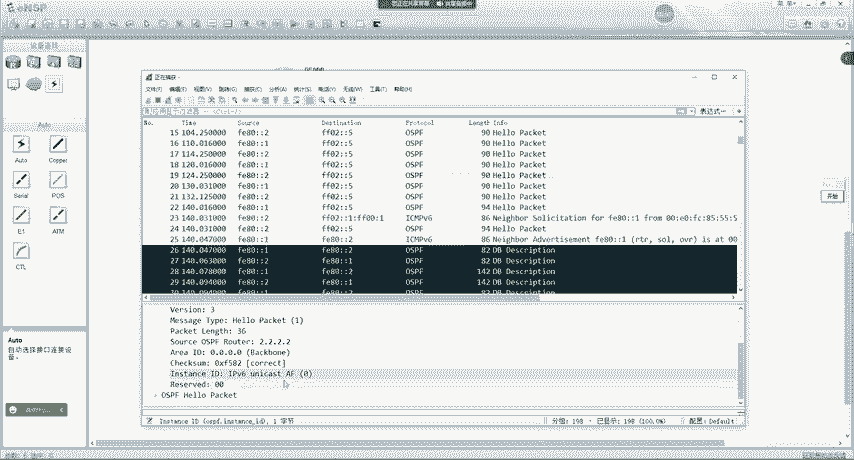 eNSP
正在捕获 -
文件(F) 编辑(E) 视图(V) 跳转(G) 捕获(C) 分析(A) 统计(S) 电话(Y) 无线(W) 工具(T) 帮助(H)
表达式…
No. Time Source Destination Protocol Length Info
15 104.250000 fe80::2 ff02::5 OSPF 90 Hello Packet
16 110.016000 fe80::1 ff02::5 OSPF 90 Hello Packet
17 114.250000 fe80::2 ff02::5 OSPF 90 Hello Packet
18 120.016000 fe80::1 ff02::5 OSPF 90 Hello Packet
19 124.250000 fe80::2 ff02::5 OSPF 90 Hello Packet
20 130.031000 fe80::1 ff02::5 OSPF 90 Hello Packet
21 132.125000 fe80::2 ff02::5 OSPF 90 Hello Packet
22 140.016000 fe80::1 ff02::5 OSPF 94 Hello Packet
23 140.031000 fe80::2 ff02::1:ff00:1 ICMPv6 86 Neighbor Solicitation for fe80::1 from 00:e0:fc:85:55:5
24 140.031000 fe80::2 ff02::5 OSPF 94 Hello Packet
25 140.047000 fe80::1 fe80::2 ICMPv6 86 Neighbor Advertisement fe80::1 (rtr, sol, ovr) is at 00
26 140.047000 fe80::1 fe80::2 OSPF 82 DB Description
27 140.063000 fe80::2 fe80::1 OSPF 82 DB Description
28 140.078000 fe80::1 fe80::2 OSPF 142 DB Description
29 140.094000 fe80::2 fe80::1 OSPF 142 DB Description
Version: 3
Message Type: Hello Packet (1)
Packet Length: 36
Source OSPF Router: 2.2.2.2
Area ID: 0.0.0.0 (Backbone)
Checksum: 0xf582 [correct]
Instance ID: IPv6 unicast AF (0)
Reserved: 00
OSPF Hello Packet
Instance ID (ospf.instance_id), 1 字节
分组: 198 · 已显示: 198 (100.0%)
配置: Default
设备连线
Auto
Auto
Copper
Serial
POS
E1
ATM
CTL
Auto
自动选择接口连接设备。
开始